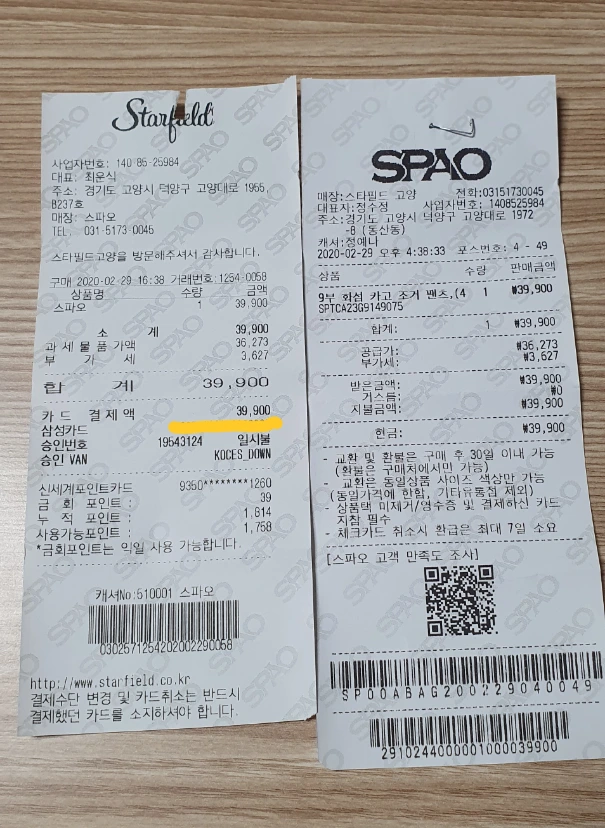 Starfield
사업자번호: 140 85-25984
대표: 최운식
주소: 경기도 고양시 덕양구 고양대로 1955,
B237호
매장: 스파오
TEL. 031-5173-0045
스타필드고양을 방문해주셔서 감사합니다.
구매 2020-02-29 16:38 거래번호:1254-0058
상품명 수량 금액
스파오 1 39,900
소 계 39,900
과세물품가액 36,273
부 가 세 3,627
합 계 39,900
카드 결제액 39,900
삼성카드
승인번호 19543124 일시불
승인 VAN KOCES_DOWN
신세계포인트카드 9350********1260
금 회 포인트 : 39
누 적 포인트 : 1,814
사용가능포인트 : 1,758
*금회포인트는 익일 사용 가능합니다.
캐셔No:510001 스파오
0302571254202002290058
http://www.starfield.co.kr
결제수단 변경 및 카드취소는 반드시
결제했던 카드를 소지하셔야 합니다.
SPAO
매장:스타필드 고양 전화:03151730045
대표자:정수정 사업자번호: 1408525984
주소:경기도 고양시 덕양구 고양대로 1972
-8 (동산동)
캐셔:정예나
2020-02-29 오후 4:38:33 포스번호: 4 - 49
상품 수량 판매금액
9부 화섬 카고 조거 팬츠,(4 1 ₩39,900
SPTCA23G9149075
합계: 1 ₩39,900
공급가: ₩36,273
부가세: ₩3,627
받은금액: ₩39,900
거스름: ₩0
지불금액: ₩39,900
현금: ₩39,900
- 교환 및 환불은 구매 후 30일 이내 가능
(환불은 구매처에서만 가능)
- 교환은 동일상품 사이즈 색상만 가능
(동일가격에 한함, 기타유통점 제외)
- 상품택 미제거/영수증 및 결제하신 카드
지참 필수
- 체크카드 취소시 환급은 최대 7일 소요
[스파오 고객 만족도 조사]
SP00ABAG200229040049
2910244000001000039900